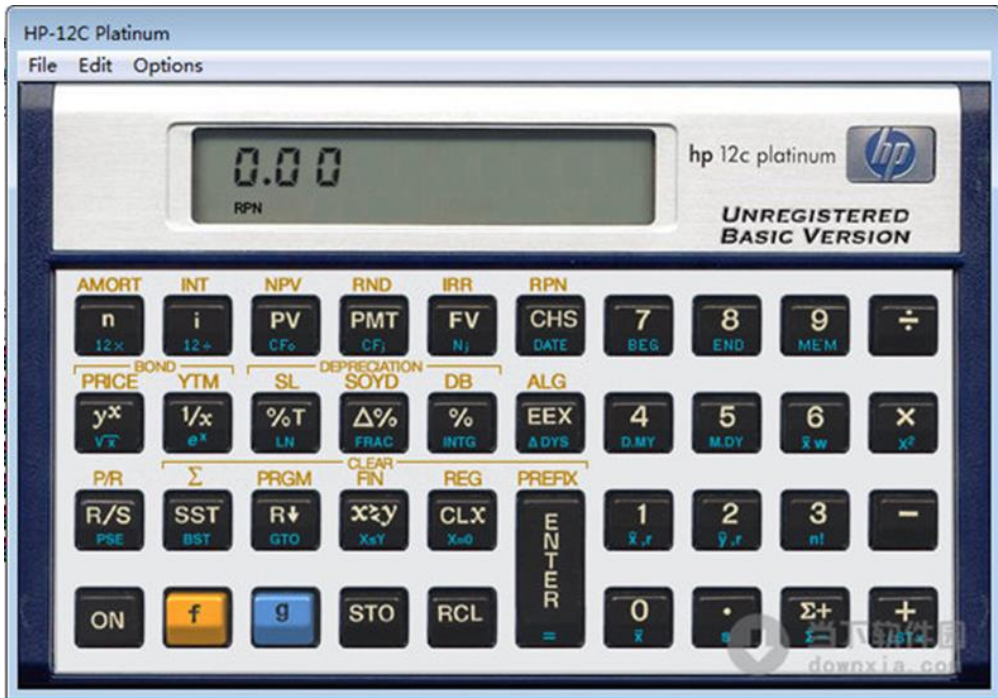 HP-12C Platinum
File Edit Options
0.00
RPN
hp 12c platinum
hp
UNREGISTERED
BASIC VERSION
AMORT INT NPV RND IRR RPN
n i PV PMT FV CHS 7 8 9 ÷
12× 12÷ CFo CFj Nj DATE BEG END MEM
BOND DEPRECIATION
PRICE YTM SL SOYD DB ALG
yx 1/x %T Δ% % EEX 4 5 6 ×
√x ex LN FRAC INTG ΔDYS D.MY M.DY x̄w x²
CLEAR
P/R Σ PRGM FIN REG PREFIX
R/S SST R↓ x≷y CLx ENTER 1 2 3 −
PSE BST GTO X≤Y X=0 x̂,r ŷ,r n!
ON f g STO RCL 0 · Σ+ +
= x̄ s Σ−
当下软件园
downxia.com